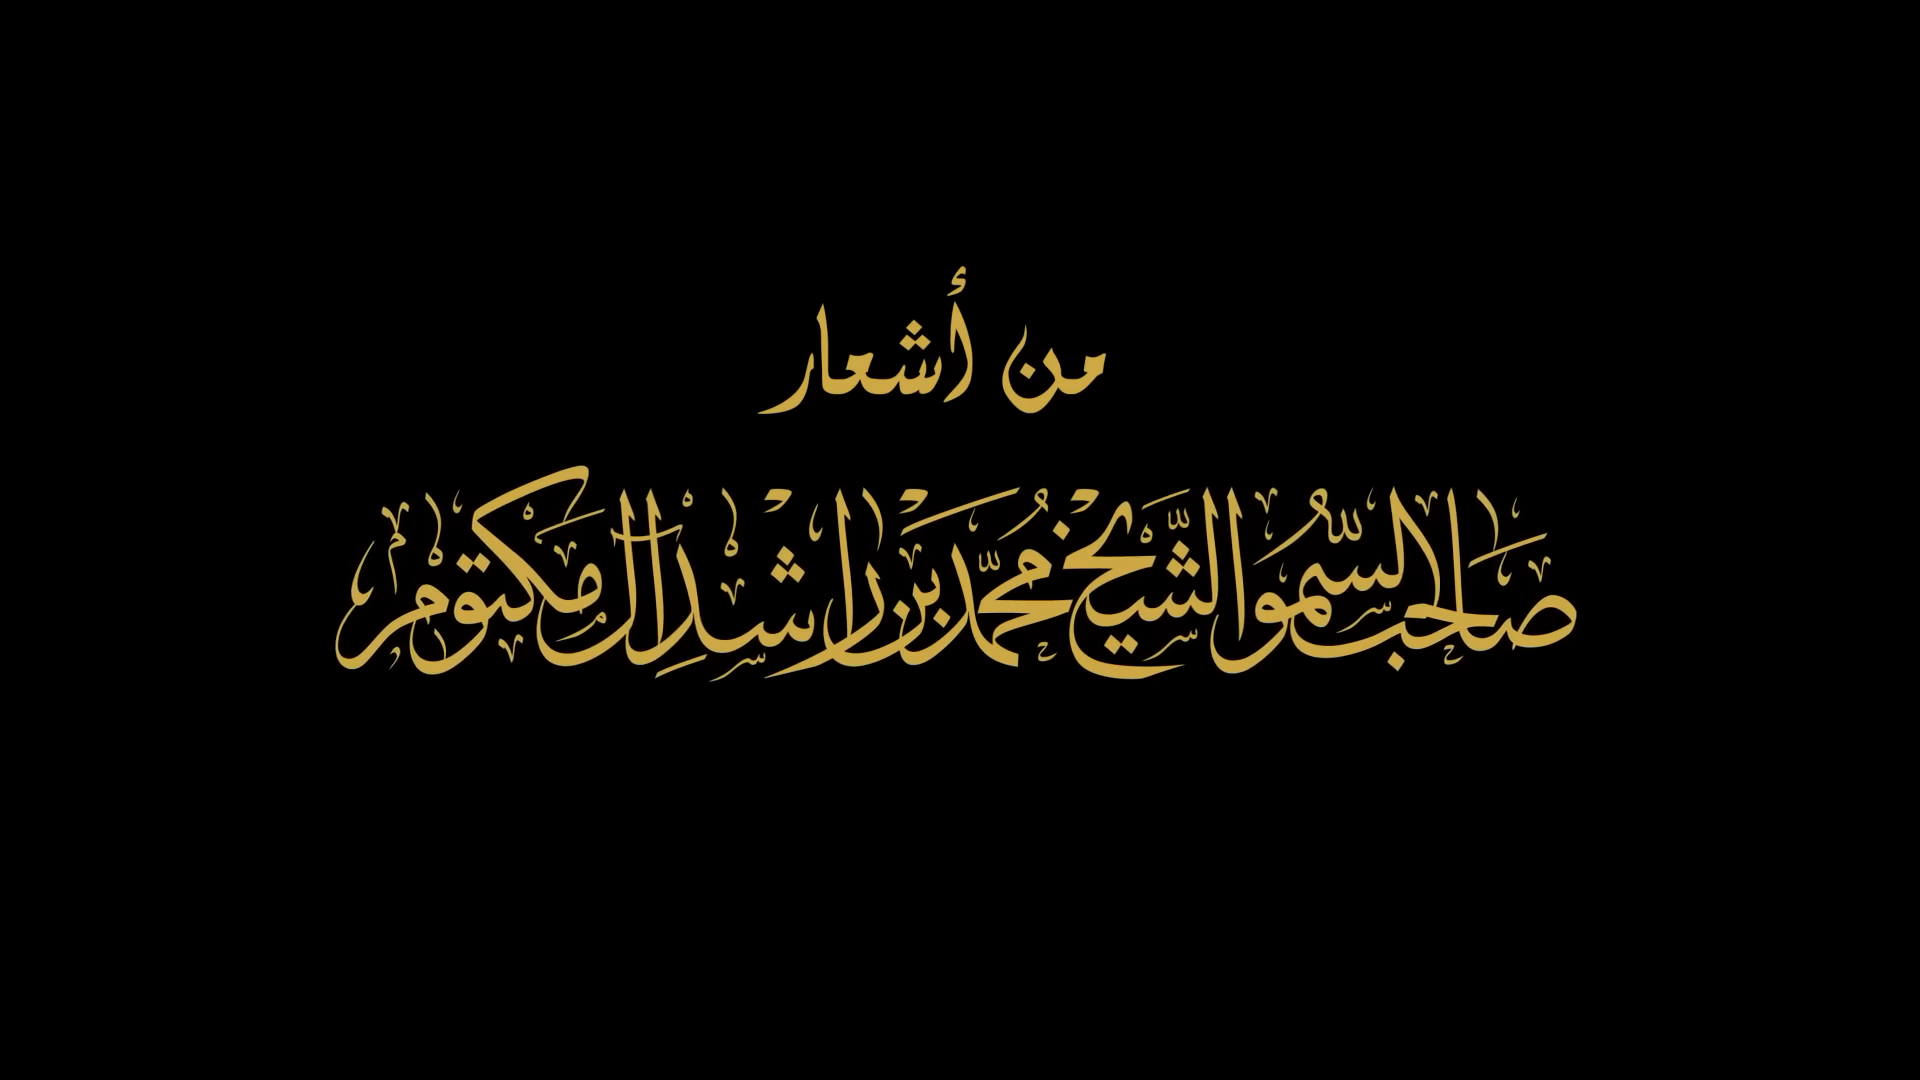 من أشعار
صاحب السمو الشيخ محمد بن راشد آل مكتوم